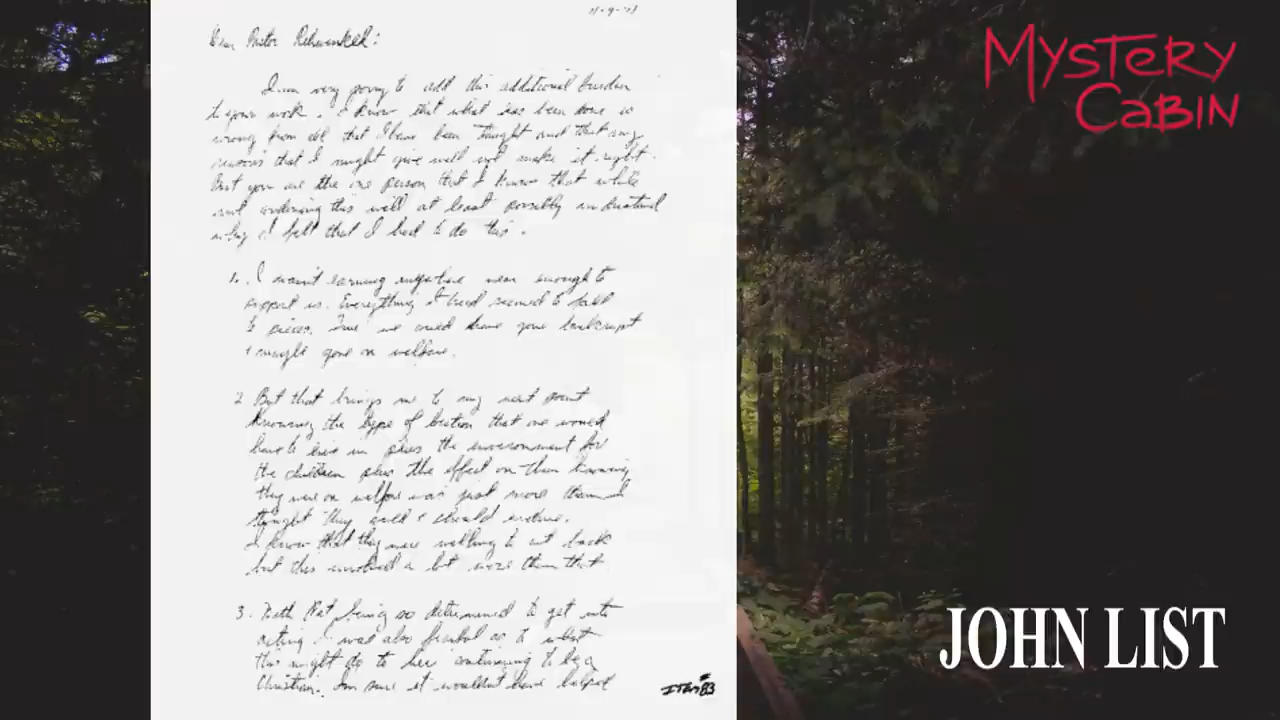 11-9-71
Dear Pastor Rehwinkel:
I am very sorry to add this additional burden
to your work. I know that what has been done is
wrong from all that I have been taught and that any
reasons that I might give will not make it right.
But you are the one person that I know that while
not condoning this will at least possibly understand
why I felt that I had to do this.
1. I wasn't earning anywhere near enough to
support us. Everything I tried seemed to fall
to pieces. True we could have gone bankrupt
& maybe gone on welfare.
2 But that brings me to my next point
Knowing the type of location that one would
have to live in plus the environment for
the children plus the effect on them knowing
they were on welfare was just more than I
thought they could & should endure.
I know that they were willing to cut back
but this involved a lot more than that
3. With Pat being so determined to get into
acting I was also fearful as to what
this might do to her continuing to be a
Christian. I'm sure it wouldn't have helped
ITEM 83
MYSTERY
CABIN
JOHN LIST